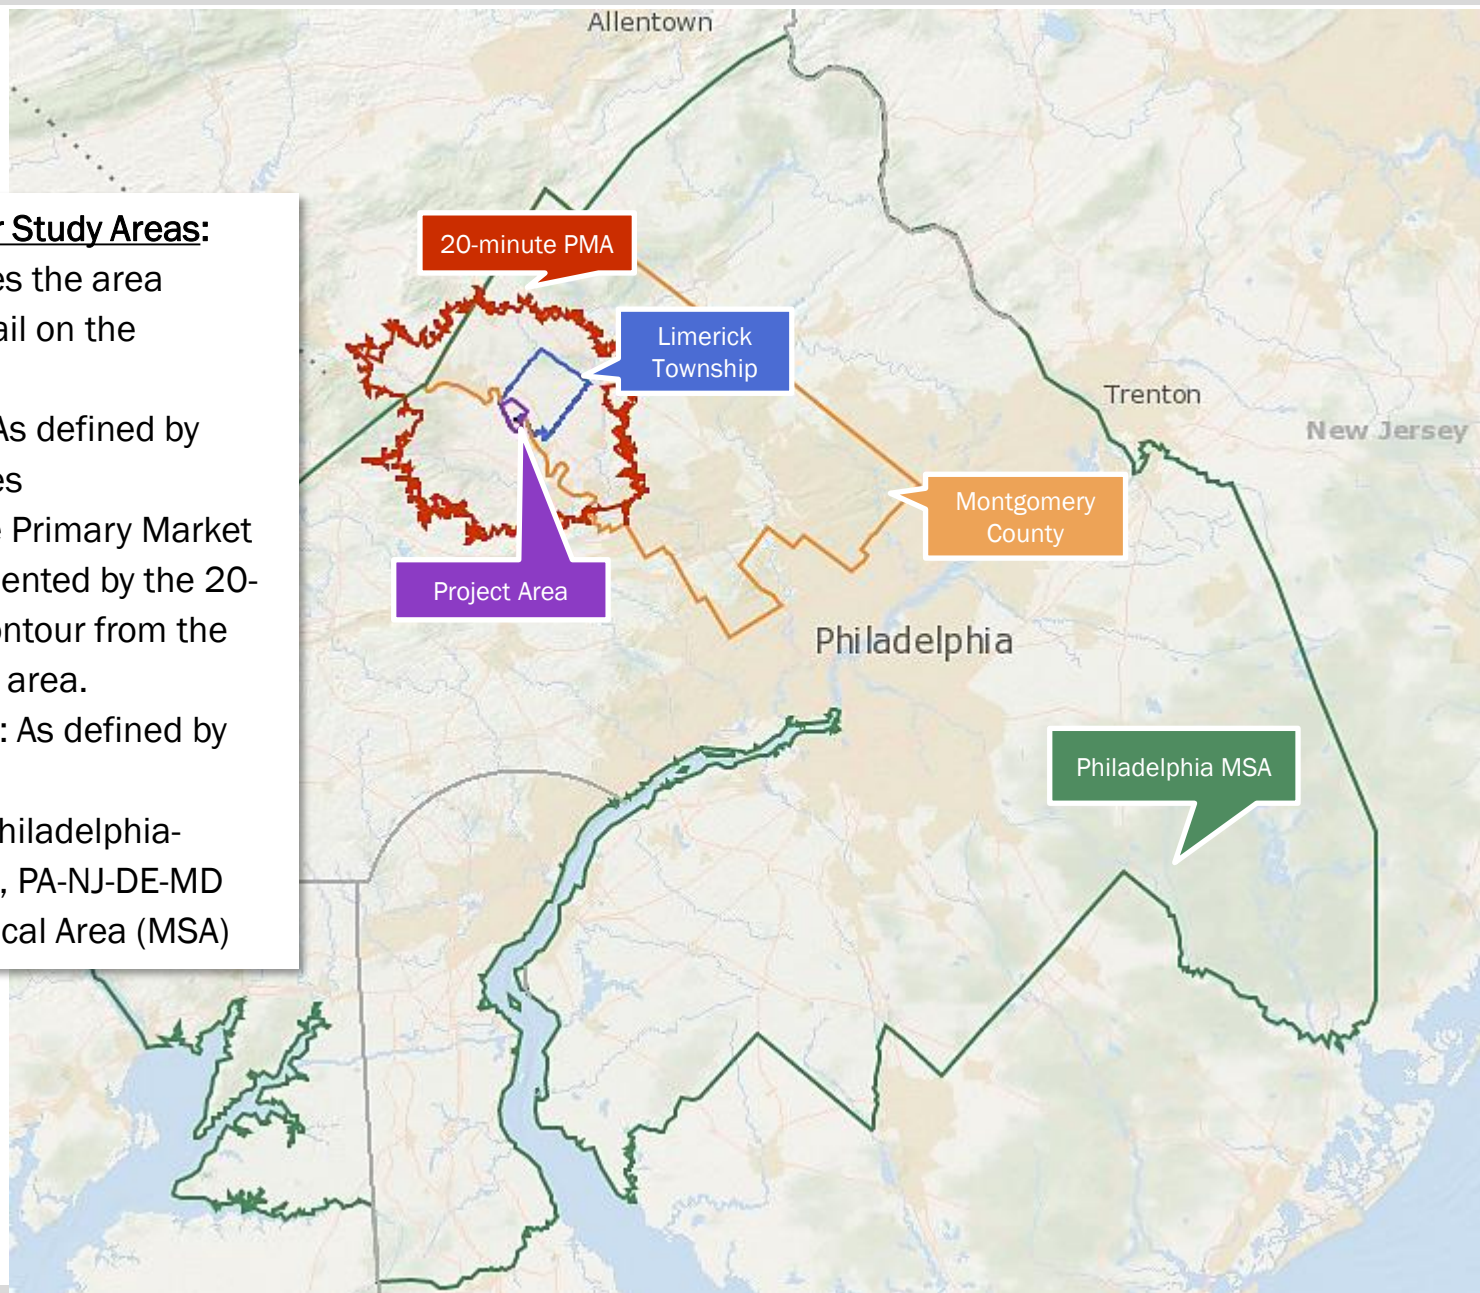 Allentown
r Study Areas:
es the area
ail on the
As defined by
es
e Primary Market
ented by the 20-
ontour from the
area.
: As defined by
hiladelphia-
, PA-NJ-DE-MD
cal Area (MSA)
20-minute PMA
Limerick
Township
Trenton
New Jersey
Montgomery
County
Project Area
Philadelphia
Philadelphia MSA